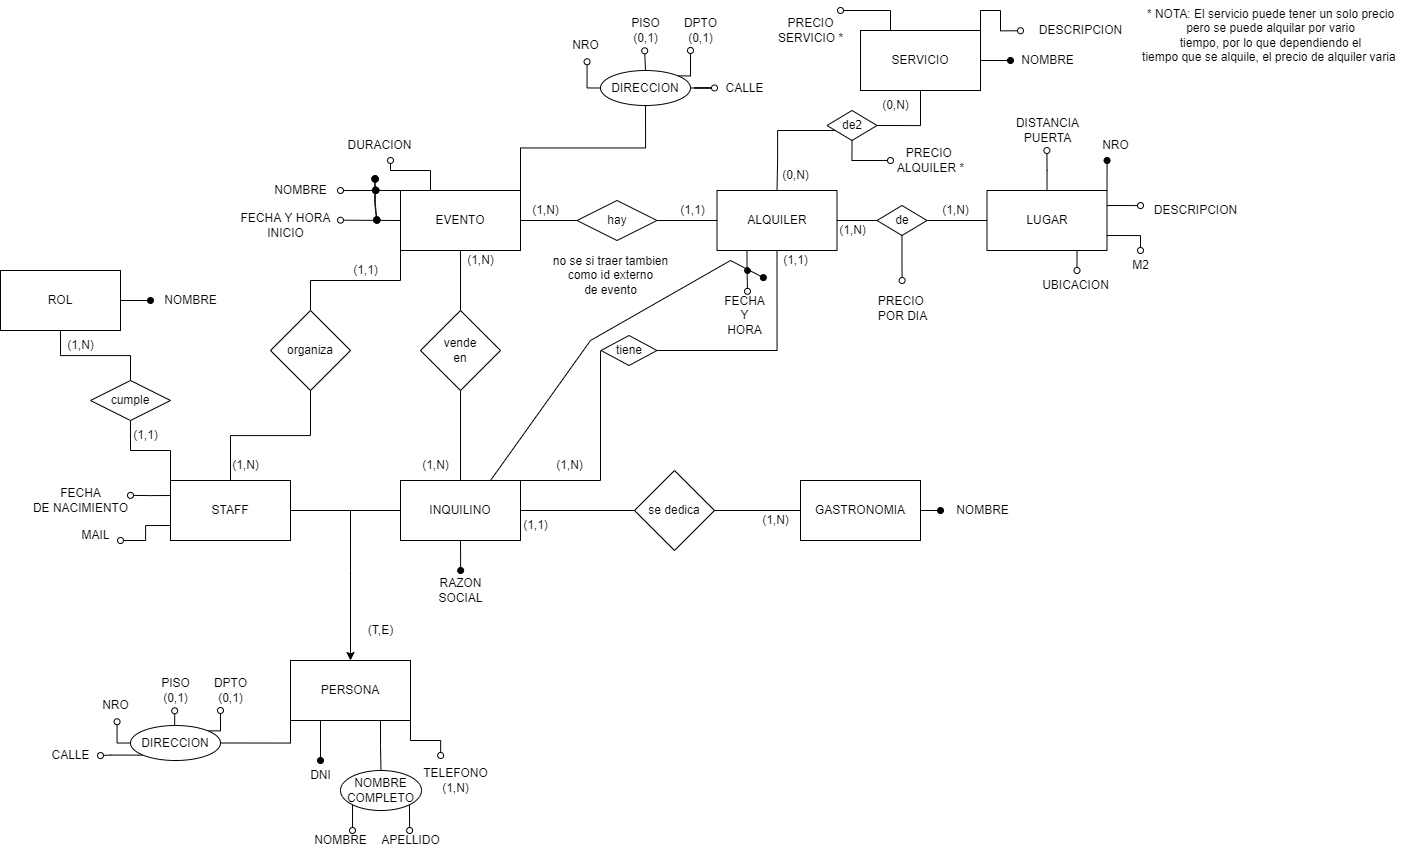 PISO
(0,1)
DPTO
(0,1)
NRO
DIRECCION
CALLE
PRECIO
SERVICIO *
DESCRIPCION
SERVICIO
NOMBRE
* NOTA: El servicio puede tener un solo precio
pero se puede alquilar por vario
tiempo, por lo que dependiendo el
tiempo que se alquile, el precio de alquiler varia
(0,N)
de2
PRECIO
ALQUILER *
(0,N)
DISTANCIA
PUERTA
NRO
DURACION
NOMBRE
FECHA Y HORA
INICIO
EVENTO
(1,N)
hay
(1,1)
ALQUILER
(1,N)
de
(1,N)
LUGAR
DESCRIPCION
M2
UBICACION
PRECIO
POR DIA
(1,1)
(1,N)
no se si traer tambien
como id externo
de evento
(1,1)
FECHA
Y
HORA
ROL
NOMBRE
(1,N)
organiza
vende
en
tiene
cumple
(1,1)
(1,N)
(1,N)
(1,N)
FECHA
DE NACIMIENTO
MAIL
STAFF
INQUILINO
(1,1)
se dedica
(1,N)
GASTRONOMIA
NOMBRE
RAZON
SOCIAL
(T,E)
PERSONA
PISO
(0,1)
DPTO
(0,1)
NRO
DIRECCION
CALLE
DNI
NOMBRE
COMPLETO
TELEFONO
(1,N)
NOMBRE
APELLIDO